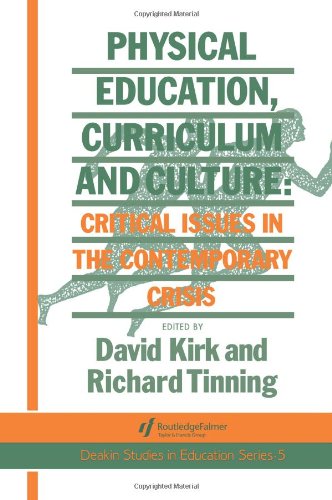 PHYSICAL
EDUCATION,
CURRICULUM
AND CULTURE:
CRITICAL ISSUES IN
THE CONTEMPORARY
CRISIS
EDITED BY
David Kirk and
Richard Tinning
RoutledgeFalmer
Taylor & Francis Group
Deakin Studies in Education Series-5